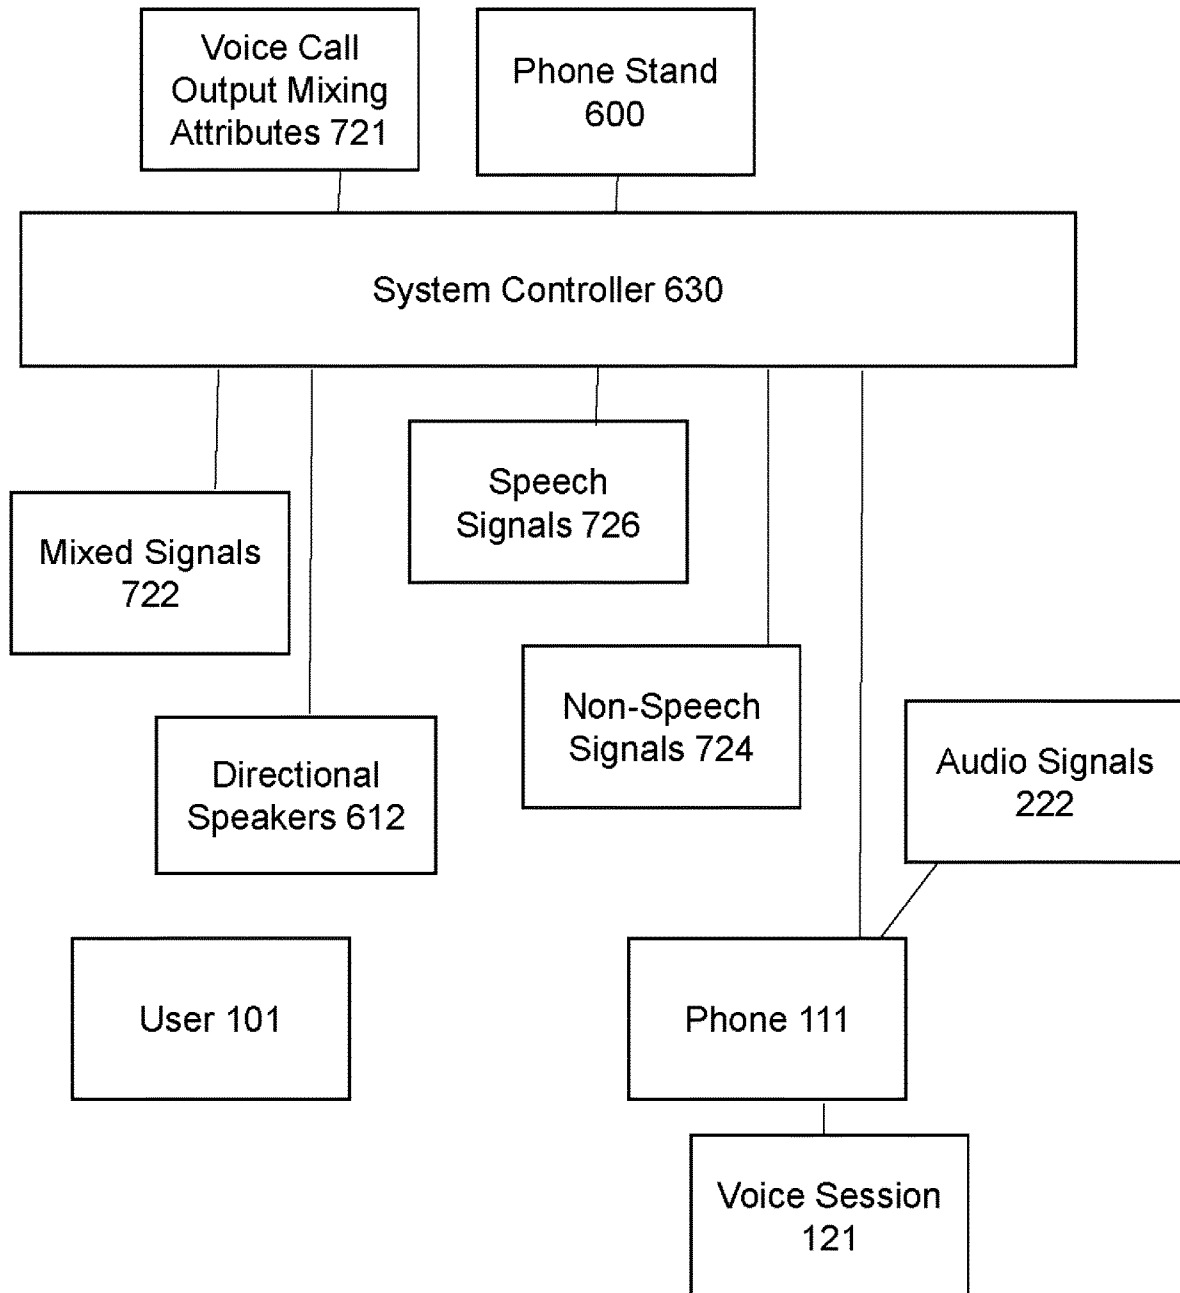 Voice Call
Output Mixing
Attributes 721
Phone Stand
600
System Controller 630
Speech
Signals 726
Mixed Signals
722
Non-Speech
Signals 724
Directional
Speakers 612
Audio Signals
222
User 101
Phone 111
Voice Session
121